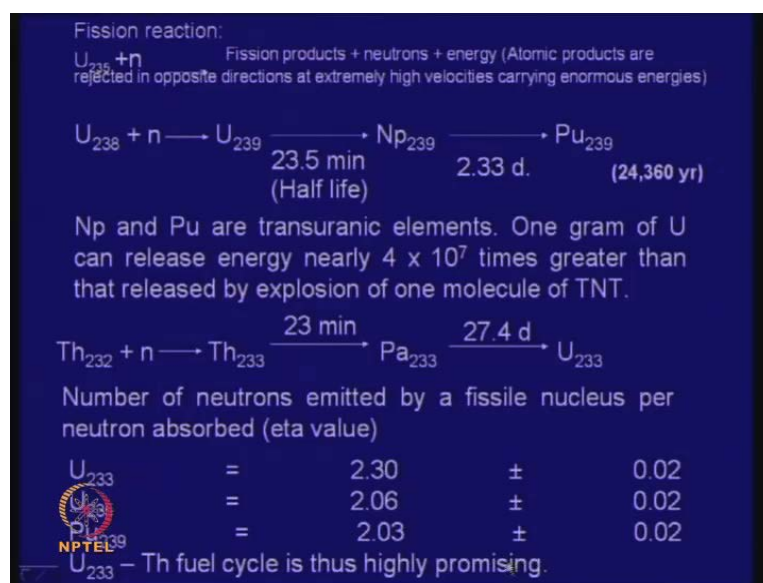 Fission reaction:
U235 +n → Fission products + neutrons + energy (Atomic products are
rejected in opposite directions at extremely high velocities carrying enormous energies)
U238 + n → U239 → Np239 → Pu239
23.5 min 2.33 d. (24,360 yr)
(Half life)
Np and Pu are transuranic elements. One gram of U
can release energy nearly 4 x 10⁷ times greater than
that released by explosion of one molecule of TNT.
23 min 27.4 d
Th232 + n → Th233 → Pa233 → U233
Number of neutrons emitted by a fissile nucleus per
neutron absorbed (eta value)
U233 = 2.30 ± 0.02
= 2.06 ± 0.02
Pu239 = 2.03 ± 0.02
NPTEL
U233 – Th fuel cycle is thus highly promising.